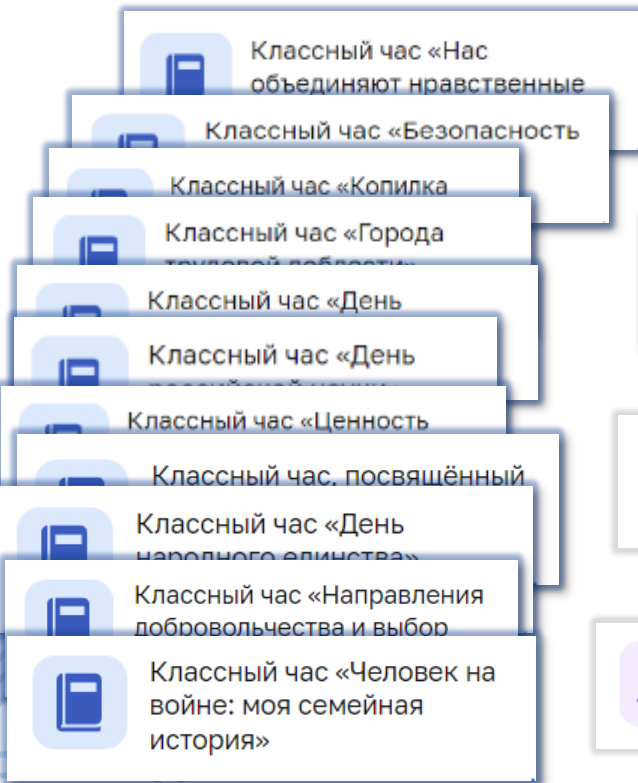 Классный час «Нас
объединяют нравственные
Классный час «Безопасность
Классный час «Копилка
Классный час «Города
трудовой доблести»
Классный час «День
Классный час «День
российской науки»
Классный час «Ценность
Классный час, посвящённый
Классный час «День
народного единства»
Классный час «Направления
добровольчества и выбор
Классный час «Человек на
войне: моя семейная
история»